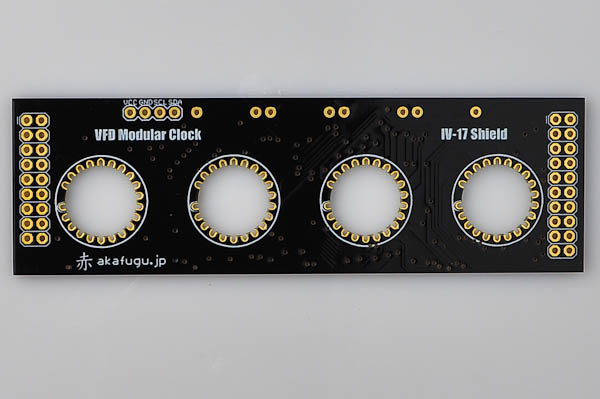 VCC GND SCL SDA
VFD Modular Clock
IV-17 Shield
赤 akafugu.jp